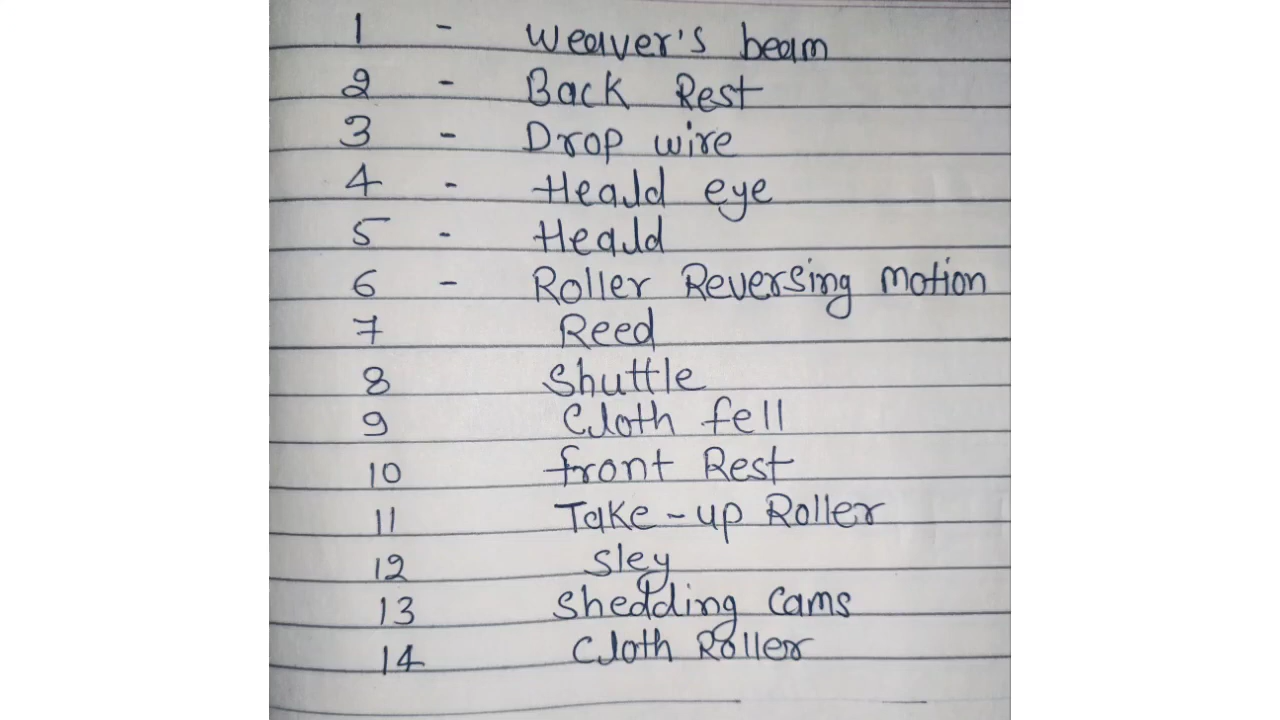 1 - Weaver's beam
2 - Back Rest
3 - Drop wire
4 - Heald eye
5 - Heald
6 - Roller Reversing motion
7 Reed
8 Shuttle
9 Cloth fell
10 front Rest
11 Take-up Roller
12 Sley
13 Shedding Cams
14 Cloth Roller